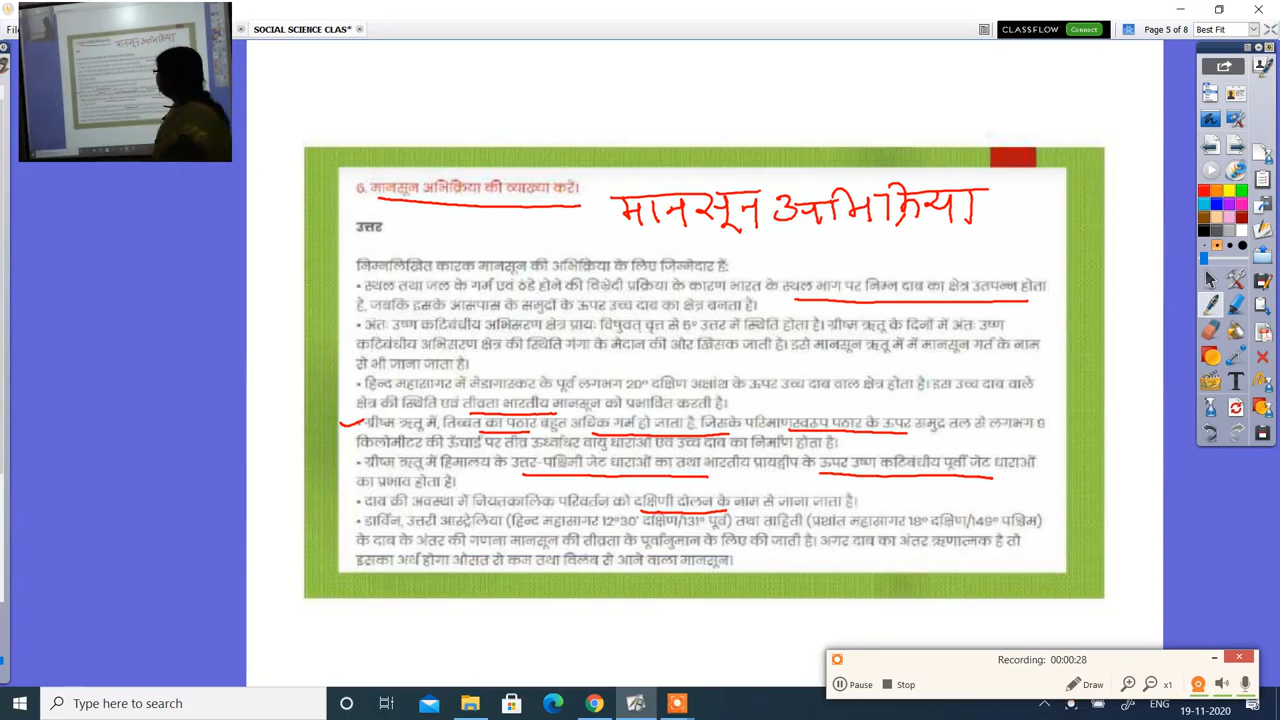 SOCIAL SCIENCE CLAS*
CLASSFLOW Connect
Page 5 of 8
Best Fit
6. मानसून अभिक्रिया की व्याख्या करें।
मानसून अभिक्रिया
उत्तर
निम्नलिखित कारक मानसून की अभिक्रिया के लिए जिम्मेदार हैं:
• स्थल तथा जल के गर्म एवं ठंडे होने की विभ्रेदी प्रक्रिया के कारण भारत के स्थल भाग पर निम्न दाब का क्षेत्र उतपन्न होता
है, जबकि इसके आसपास के समुद्रों के ऊपर उच्च दाब का क्षेत्र बनता है।
• अंतः उष्ण कटिबंधीय अभिसरण क्षेत्र प्रायः विषुवत् वृत्त से 5° उत्तर में स्थिति होता है। ग्रीष्म ऋतू के दिनों में अंतः उष्ण
कटिबंधीय अभिसरण क्षेत्र की स्थिति गंगा के मैदान की ओर खिसक जाती है। इसे मानसून ऋतू में में मानसून गर्त के नाम
से भी जाना जाता है।
• हिन्द महासागर में मेडागास्कर के पूर्व लगभग 20° दक्षिण अक्षांश के ऊपर उच्च दाब वाल क्षेत्र होता है। इस उच्च दाब वाले
क्षेत्र की स्थिति एवं तीव्रता भारतीय मानसून को प्रभावित करती है।
• ग्रीष्म ऋतू में, तिब्बत का पठार बहुत अधिक गर्म हो जाता है, जिसके परिमाणस्वरुप पठार के ऊपर समुद्र तल से लगभग 9
किलोमीटर की ऊँचाई पर तीव्र ऊर्ध्वाधर वायु धाराओं एवं उच्च दाब का निर्माण होता है।
• ग्रीष्म ऋतू में हिमालय के उत्तर-पश्चिमी जेट धाराओं का तथा भारतीय प्रायद्वीप के ऊपर उष्ण कटिबंधीय पूर्वी जेट धाराओं
का प्रभाव होता है।
• दाब की अवस्था में नियतकालिक परिवर्तन को दक्षिणी दोलन के नाम से जाना जाता है।
• डार्विन, उत्तरी आस्ट्रेलिया (हिन्द महासागर 12°30' दक्षिण/131° पूर्व) तथा ताहिती (प्रशांत महासागर 18° दक्षिण/149° पश्चिम)
के दाब के अंतर की गणना मानसून की तीव्रता के पूर्वानुमान के लिए की जाती है। अगर दाब का अंतर ऋणात्मक है तो
इसका अर्थ होगा औसत से कम तथा विलंब से आने वाला मानसून।
Recording: 00:00:28
Pause Stop Draw x1
Type here to search
ENG
19-11-2020